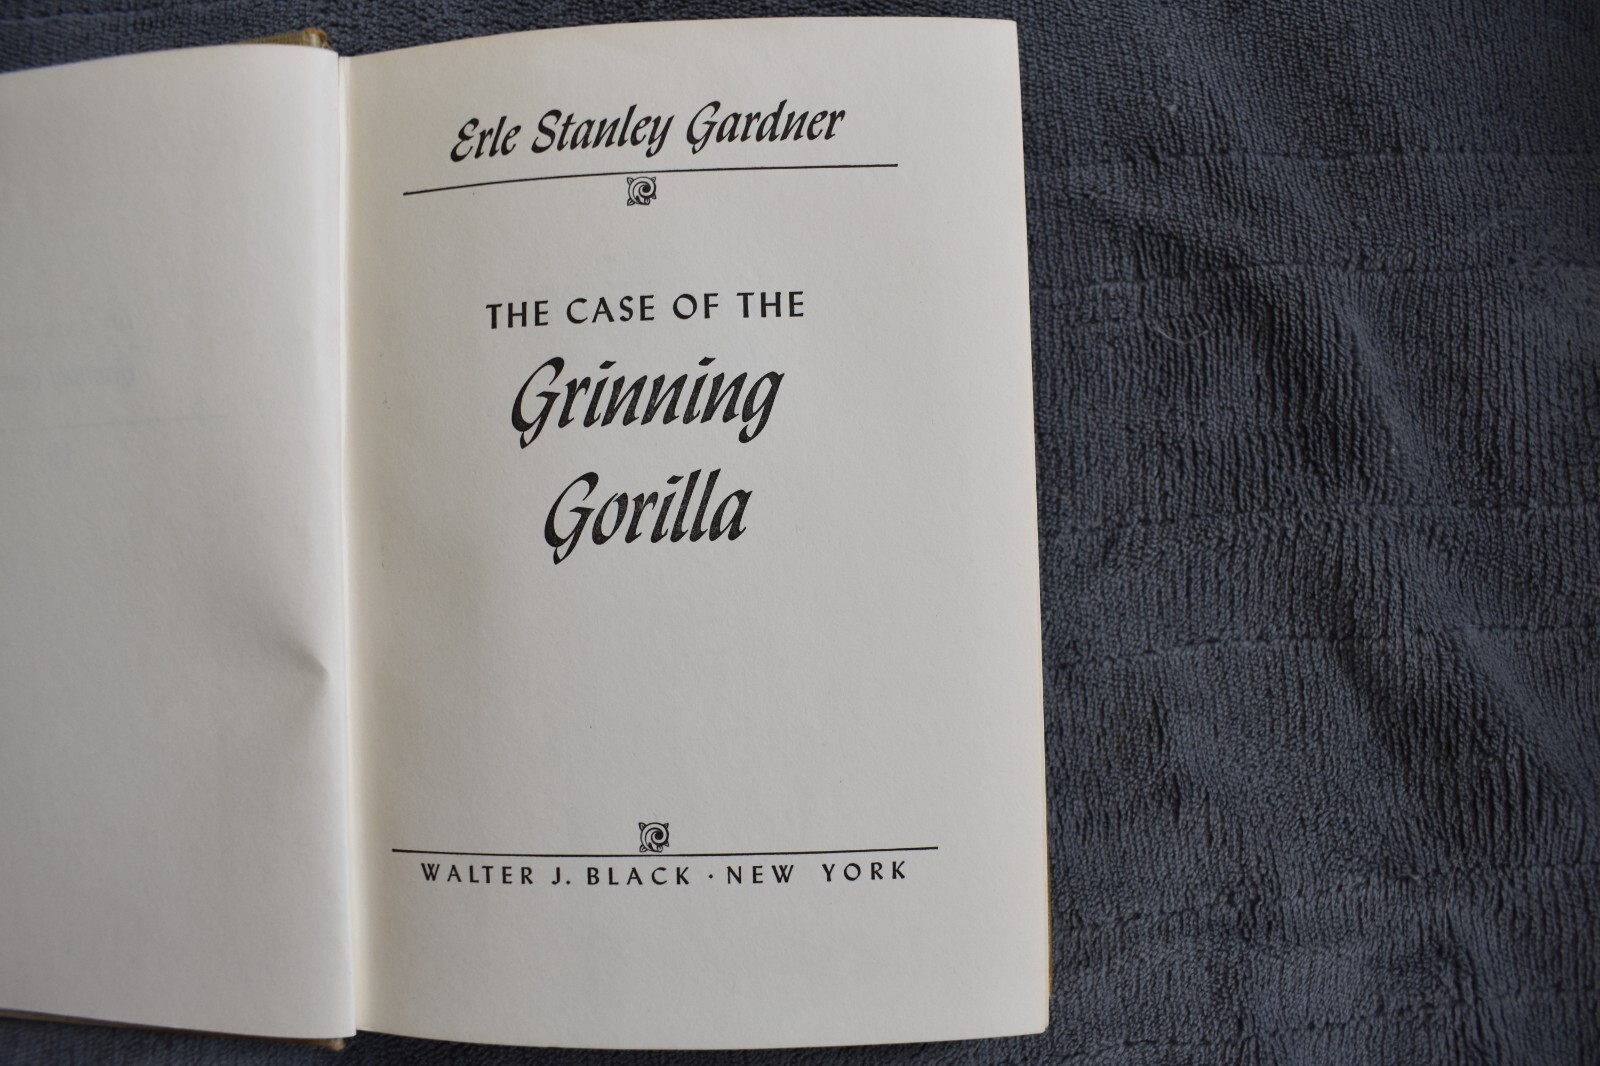 Erle Stanley Gardner
THE CASE OF THE
Grinning
Gorilla
WALTER J. BLACK · NEW YORK